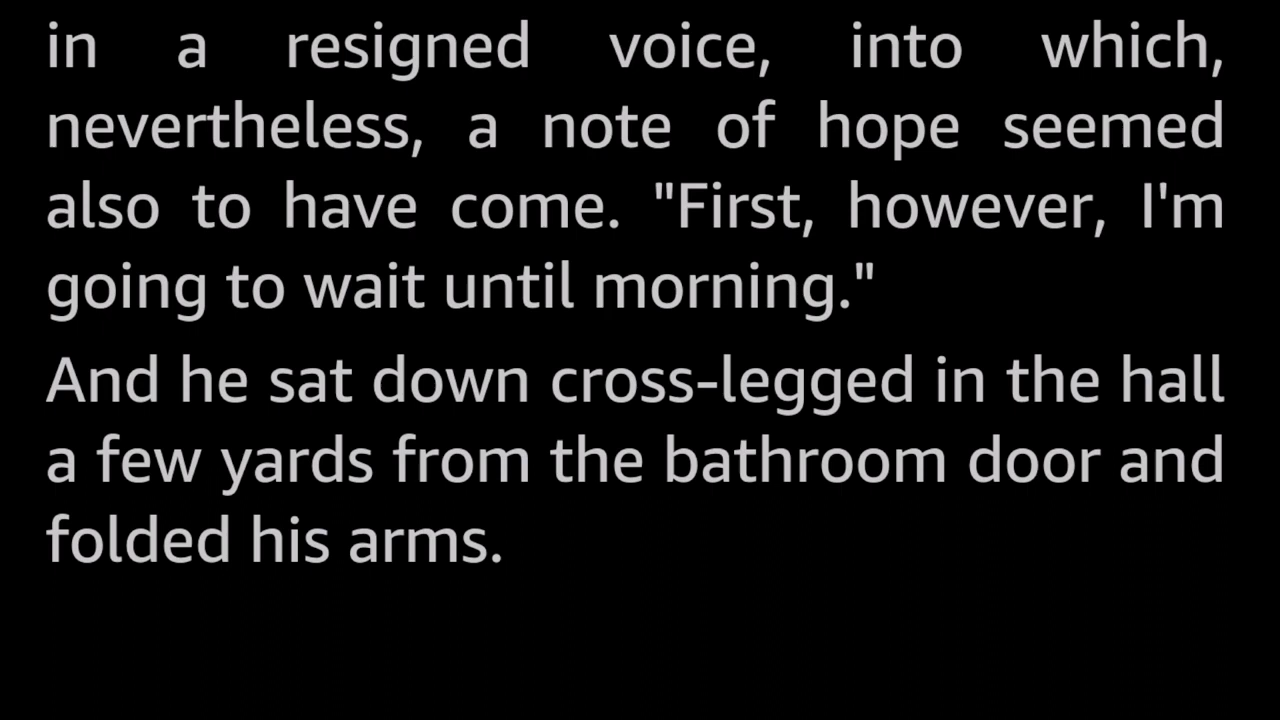 in a resigned voice, into which,
nevertheless, a note of hope seemed
also to have come. "First, however, I'm
going to wait until morning."
And he sat down cross-legged in the hall
a few yards from the bathroom door and
folded his arms.